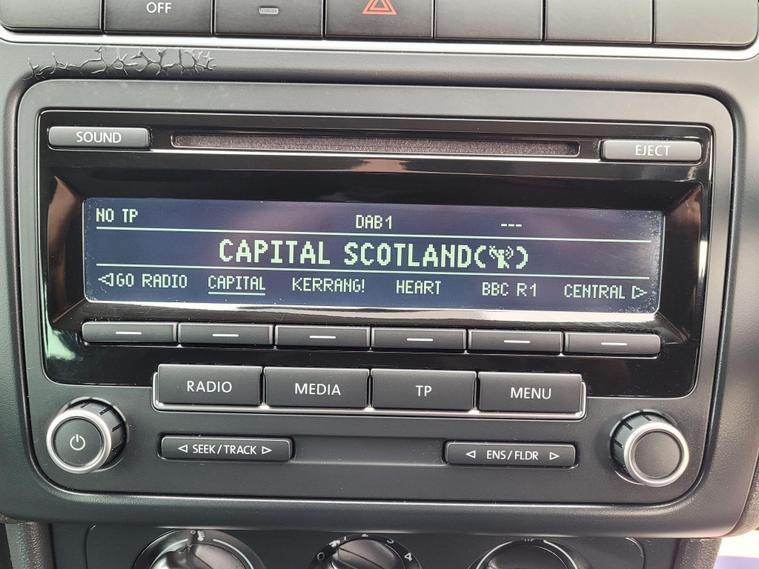 OFF
SOUND
EJECT
NO TP DAB1 ---
CAPITAL SCOTLAND
GO RADIO CAPITAL KERRANG! HEART BBC R1 CENTRAL
RADIO MEDIA TP MENU
SEEK/TRACK ENS/FLDR
4